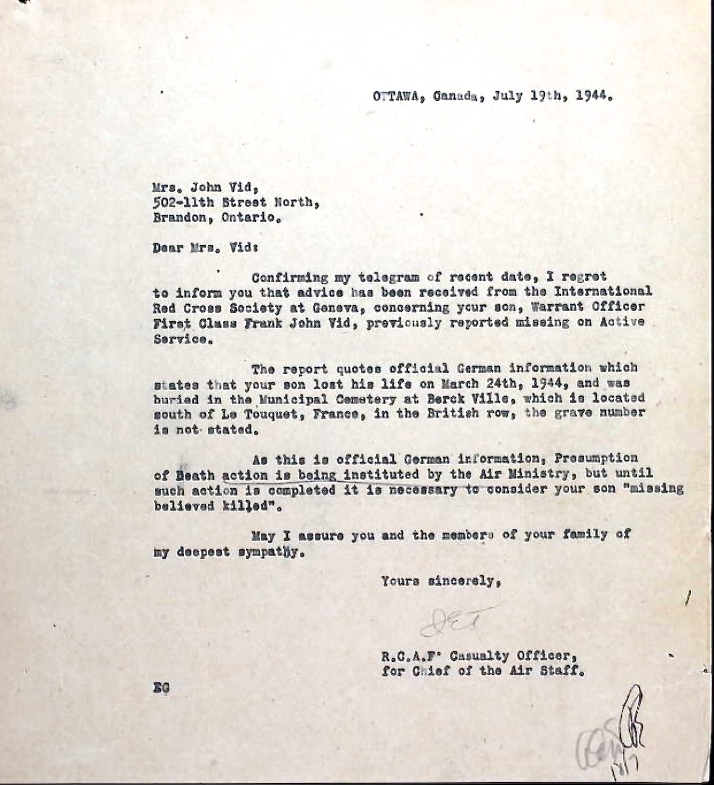 OTTAWA, Canada, July 19th, 1944.
Mrs. John Vid,
502-11th Street North,
Brandon, Ontario.
Dear Mrs. Vid:
Confirming my telegram of recent date, I regret
to inform you that advice has been received from the International
Red Cross Society at Geneva, concerning your son, Warrant Officer
First Class Frank John Vid, previously reported missing on Active
Service.
The report quotes official German information which
states that your son lost his life on March 24th, 1944, and was
buried in the Municipal Cemetery at Berck Ville, which is located
south of Le Touquet, France, in the British row, the grave number
is not stated.
As this is official German information, Presumption
of Death action is being instituted by the Air Ministry, but until
such action is completed it is necessary to consider your son "missing
believed killed".
May I assure you and the members of your family of
my deepest sympathy.
Yours sincerely,
R.C.A.F. Casualty Officer,
for Chief of the Air Staff.
EG